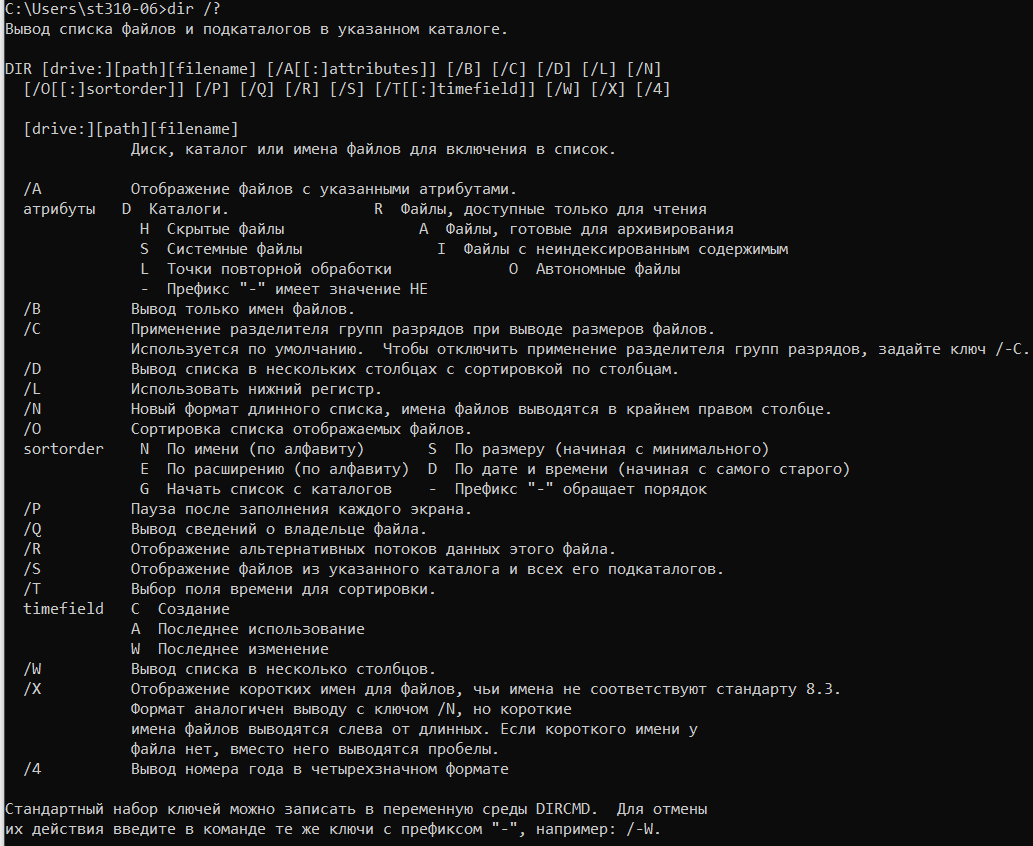 C:\Users\st310-06>dir /?
Вывод списка файлов и подкаталогов в указанном каталоге.
DIR [drive:][path][filename] [/A[[:]attributes]] [/B] [/C] [/D] [/L] [/N]
[/O[[:]sortorder]] [/P] [/Q] [/R] [/S] [/T[[:]timefield]] [/W] [/X] [/4]
[drive:][path][filename]
Диск, каталог или имена файлов для включения в список.
/A Отображение файлов с указанными атрибутами.
атрибуты D Каталоги. R Файлы, доступные только для чтения
H Скрытые файлы A Файлы, готовые для архивирования
S Системные файлы I Файлы с неиндексированным содержимым
L Точки повторной обработки O Автономные файлы
- Префикс "-" имеет значение НЕ
/B Вывод только имен файлов.
/C Применение разделителя групп разрядов при выводе размеров файлов.
Используется по умолчанию. Чтобы отключить применение разделителя групп разрядов, задайте ключ /-C.
/D Вывод списка в нескольких столбцах с сортировкой по столбцам.
/L Использовать нижний регистр.
/N Новый формат длинного списка, имена файлов выводятся в крайнем правом столбце.
/O Сортировка списка отображаемых файлов.
sortorder N По имени (по алфавиту) S По размеру (начиная с минимального)
E По расширению (по алфавиту) D По дате и времени (начиная с самого старого)
G Начать список с каталогов - Префикс "-" обращает порядок
/P Пауза после заполнения каждого экрана.
/Q Вывод сведений о владельце файла.
/R Отображение альтернативных потоков данных этого файла.
/S Отображение файлов из указанного каталога и всех его подкаталогов.
/T Выбор поля времени для сортировки.
timefield C Создание
A Последнее использование
W Последнее изменение
/W Вывод списка в несколько столбцов.
/X Отображение коротких имен для файлов, чьи имена не соответствуют стандарту 8.3.
Формат аналогичен выводу с ключом /N, но короткие
имена файлов выводятся слева от длинных. Если короткого имени у
файла нет, вместо него выводятся пробелы.
/4 Вывод номера года в четырехзначном формате
Стандартный набор ключей можно записать в переменную среды DIRCMD. Для отмены
их действия введите в команде те же ключи с префиксом "-", например: /-W.